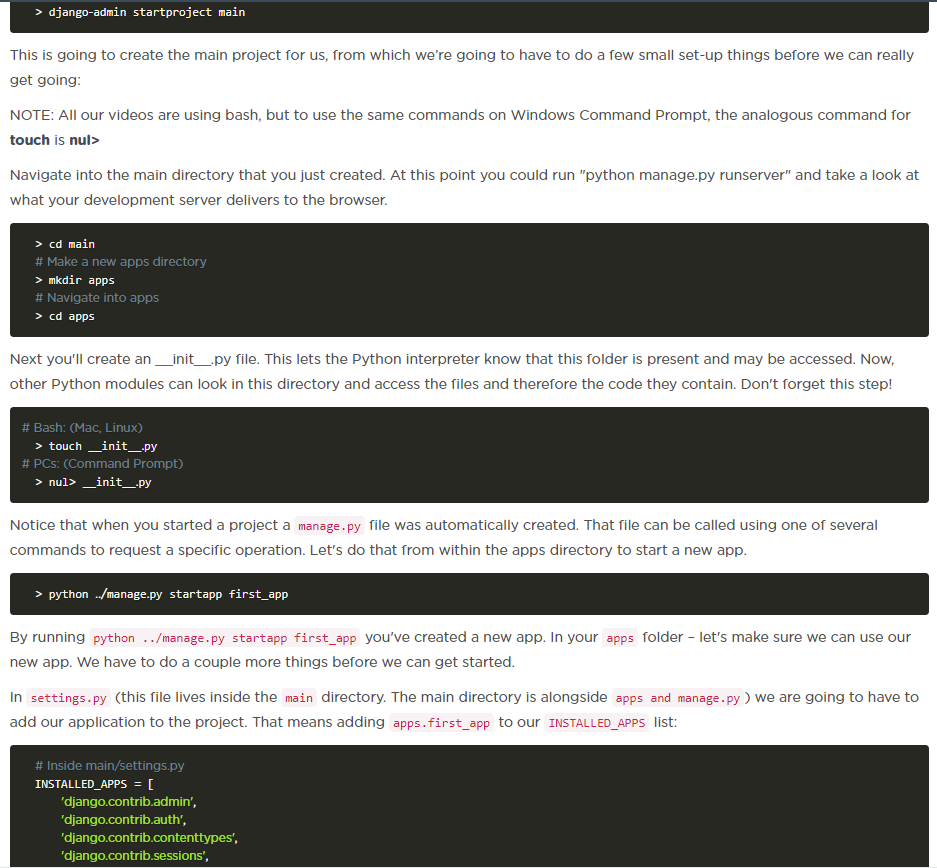 > django-admin startproject main
This is going to create the main project for us, from which we’re going to have to do a few small set-up things before we can really
get going:
NOTE: All our videos are using bash, but to use the same commands on Windows Command Prompt, the analogous command for
touch is nul>
Navigate into the main directory that you just created. At this point you could run "python manage.py runserver" and take a look at
what your development server delivers to the browser.
> cd main
# Make a new apps directory
> mkdir apps
# Navigate into apps
> cd apps
Next you'll create an __init__.py file. This lets the Python interpreter know that this folder is present and may be accessed. Now,
other Python modules can look in this directory and access the files and therefore the code they contain. Don't forget this step!
# Bash: (Mac, Linux)
> touch __init__.py
# PCs: (Command Prompt)
> nul> __init__.py
Notice that when you started a project a manage.py file was automatically created. That file can be called using one of several
commands to request a specific operation. Let's do that from within the apps directory to start a new app.
> python ../manage.py startapp first_app
By running python ../manage.py startapp first_app you've created a new app. In your apps folder – let's make sure we can use our
new app. We have to do a couple more things before we can get started.
In settings.py (this file lives inside the main directory. The main directory is alongside apps and manage.py ) we are going to have to
add our application to the project. That means adding apps.first_app to our INSTALLED_APPS list:
# Inside main/settings.py
INSTALLED_APPS = [
'django.contrib.admin',
'django.contrib.auth',
'django.contrib.contenttypes',
'django.contrib.sessions',